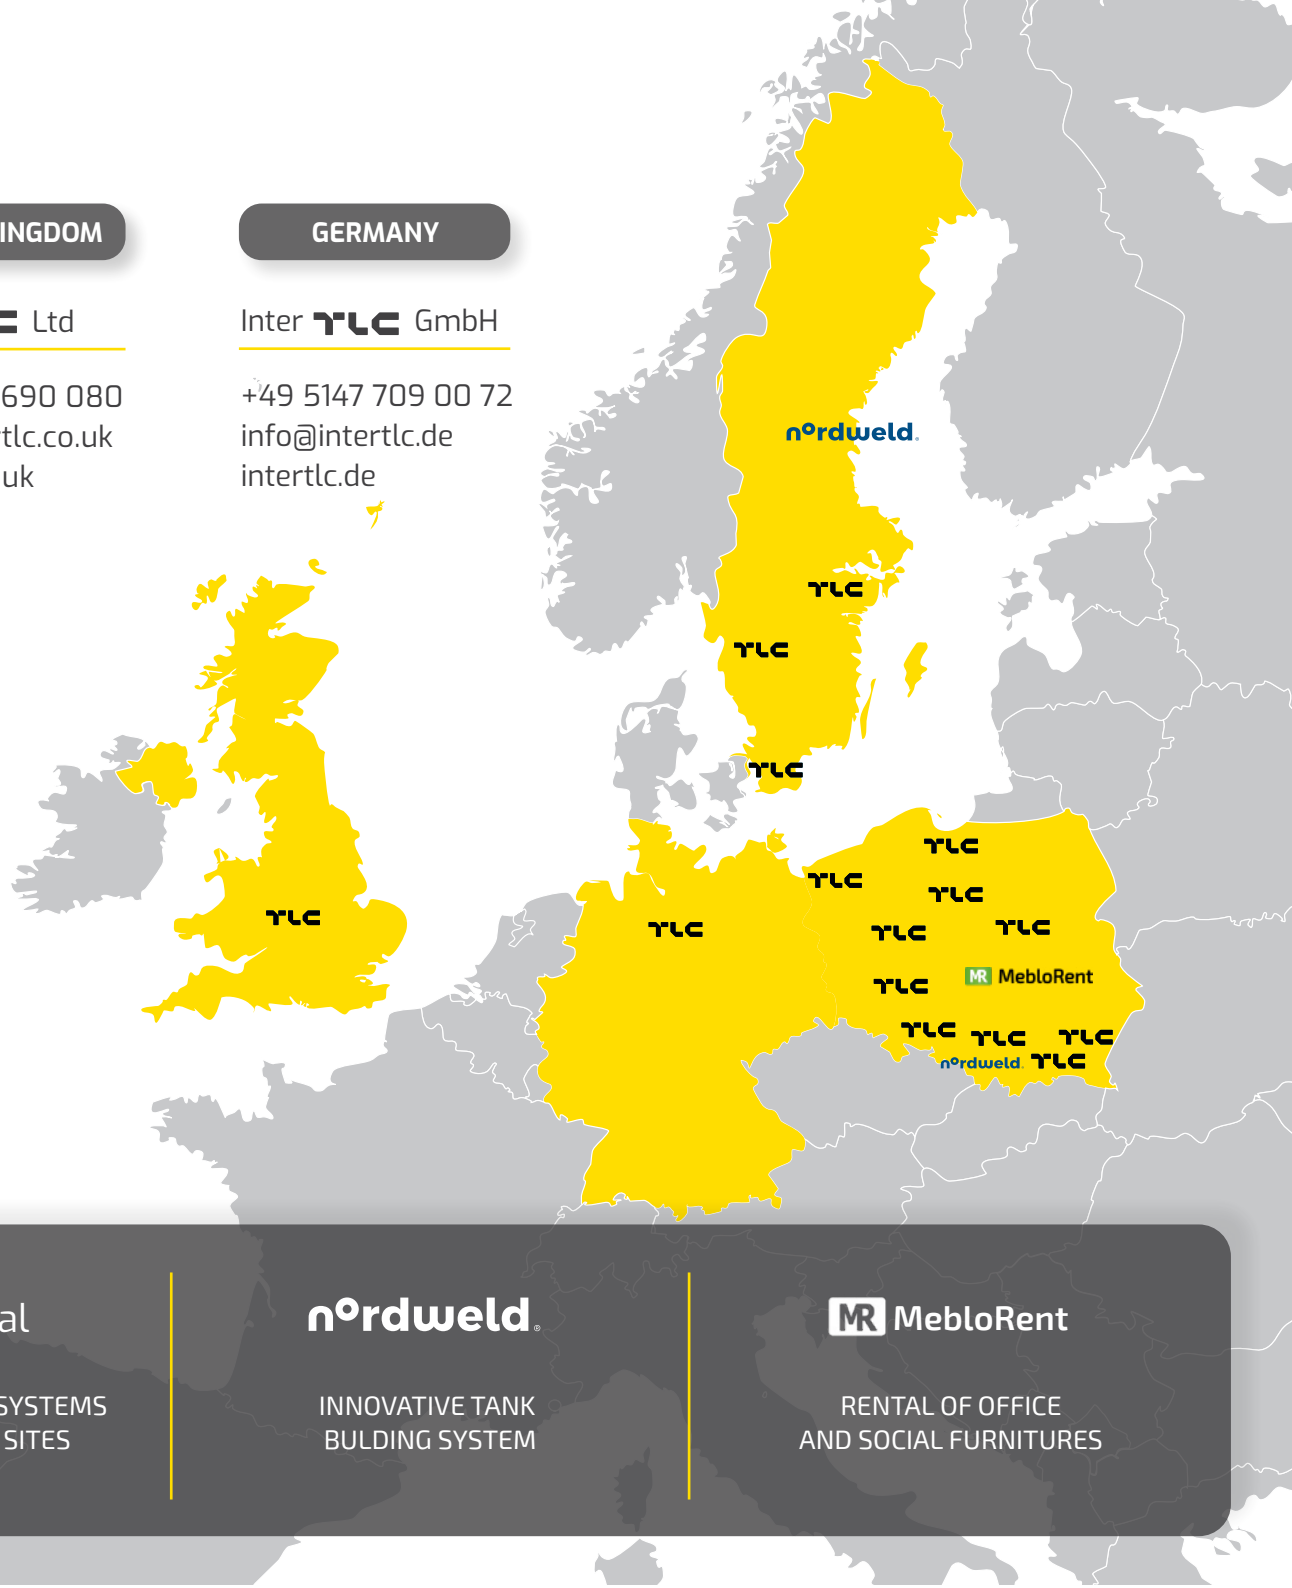 INGDOM
GERMANY
C Ltd
Inter TLC GmbH
690 080
tlc.co.uk
uk
+49 5147 709 00 72
info@intertlc.de
intertlc.de
nordweld
TLC
TLC
TLC
TLC
TLC
TLC
TLC
TLC
TLC
TLC
TLC
MR MebloRent
TLC
TLC
TLC
TLC
nordweld
TLC
al
SYSTEMS
SITES
nordweld®
INNOVATIVE TANK
BULDING SYSTEM
MR MebloRent
RENTAL OF OFFICE
AND SOCIAL FURNITURES